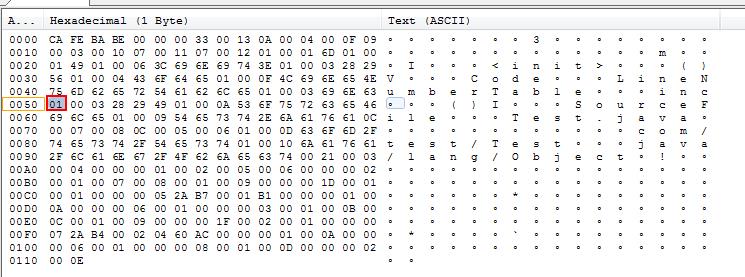 A... Hexadecimal (1 Byte) Text (ASCII)
0000 CA FE BA BE 00 00 00 33 00 13 0A 00 04 00 0F 09 ∘ ∘ ∘ ∘ ∘ ∘ ∘ 3 ∘ ∘ ∘ ∘ ∘ ∘ ∘ ∘
0010 00 03 00 10 07 00 11 07 00 12 01 00 01 6D 01 00 ∘ ∘ ∘ ∘ ∘ ∘ ∘ ∘ ∘ ∘ ∘ ∘ ∘ m ∘ ∘
0020 01 49 01 00 06 3C 69 6E 69 74 3E 01 00 03 28 29 ∘ I ∘ ∘ ∘ < i n i t > ∘ ∘ ∘ ( )
0030 56 01 00 04 43 6F 64 65 01 00 0F 4C 69 6E 65 4E V ∘ ∘ ∘ C o d e ∘ ∘ ∘ L i n e N
0040 75 6D 62 65 72 54 61 62 6C 65 01 00 03 69 6E 63 u m b e r T a b l e ∘ ∘ ∘ i n c
0050 01 00 03 28 29 49 01 00 0A 53 6F 75 72 63 65 46 ∘ ∘ ∘ ( ) I ∘ ∘ ∘ S o u r c e F
0060 69 6C 65 01 00 09 54 65 73 74 2E 6A 61 76 61 0C i l e ∘ ∘ ∘ T e s t . j a v a ∘
0070 00 07 00 08 0C 00 05 00 06 01 00 0D 63 6F 6D 2F ∘ ∘ ∘ ∘ ∘ ∘ ∘ ∘ ∘ ∘ ∘ ∘ c o m /
0080 74 65 73 74 2F 54 65 73 74 01 00 10 6A 61 76 61 t e s t / T e s t ∘ ∘ ∘ j a v a
0090 2F 6C 61 6E 67 2F 4F 62 6A 65 63 74 00 21 00 03 / l a n g / O b j e c t ∘ ! ∘ ∘
00A0 00 04 00 00 00 01 00 02 00 05 00 06 00 00 00 02 ∘ ∘ ∘ ∘ ∘ ∘ ∘ ∘ ∘ ∘ ∘ ∘ ∘ ∘ ∘ ∘
00B0 00 01 00 07 00 08 00 01 00 09 00 00 00 1D 00 01 ∘ ∘ ∘ ∘ ∘ ∘ ∘ ∘ ∘ ∘ ∘ ∘ ∘ ∘ ∘ ∘
00C0 00 01 00 00 00 05 2A B7 00 01 B1 00 00 00 01 00 ∘ ∘ ∘ ∘ ∘ ∘ * ∘ ∘ ∘ ∘ ∘ ∘ ∘ ∘ ∘
00D0 0A 00 00 00 06 00 01 00 00 00 03 00 01 00 0B 00 ∘ ∘ ∘ ∘ ∘ ∘ ∘ ∘ ∘ ∘ ∘ ∘ ∘ ∘ ∘ ∘
00E0 0C 00 01 00 09 00 00 00 1F 00 02 00 01 00 00 00 ∘ ∘ ∘ ∘ ∘ ∘ ∘ ∘ ∘ ∘ ∘ ∘ ∘ ∘ ∘ ∘
00F0 07 2A B4 00 02 04 60 AC 00 00 00 01 00 0A 00 00 ∘ * ∘ ∘ ∘ ∘ ` ∘ ∘ ∘ ∘ ∘ ∘ ∘ ∘ ∘
0100 00 06 00 01 00 00 00 08 00 01 00 0D 00 00 00 02 ∘ ∘ ∘ ∘ ∘ ∘ ∘ ∘ ∘ ∘ ∘ ∘ ∘ ∘ ∘ ∘
0110 00 0E ∘ ∘